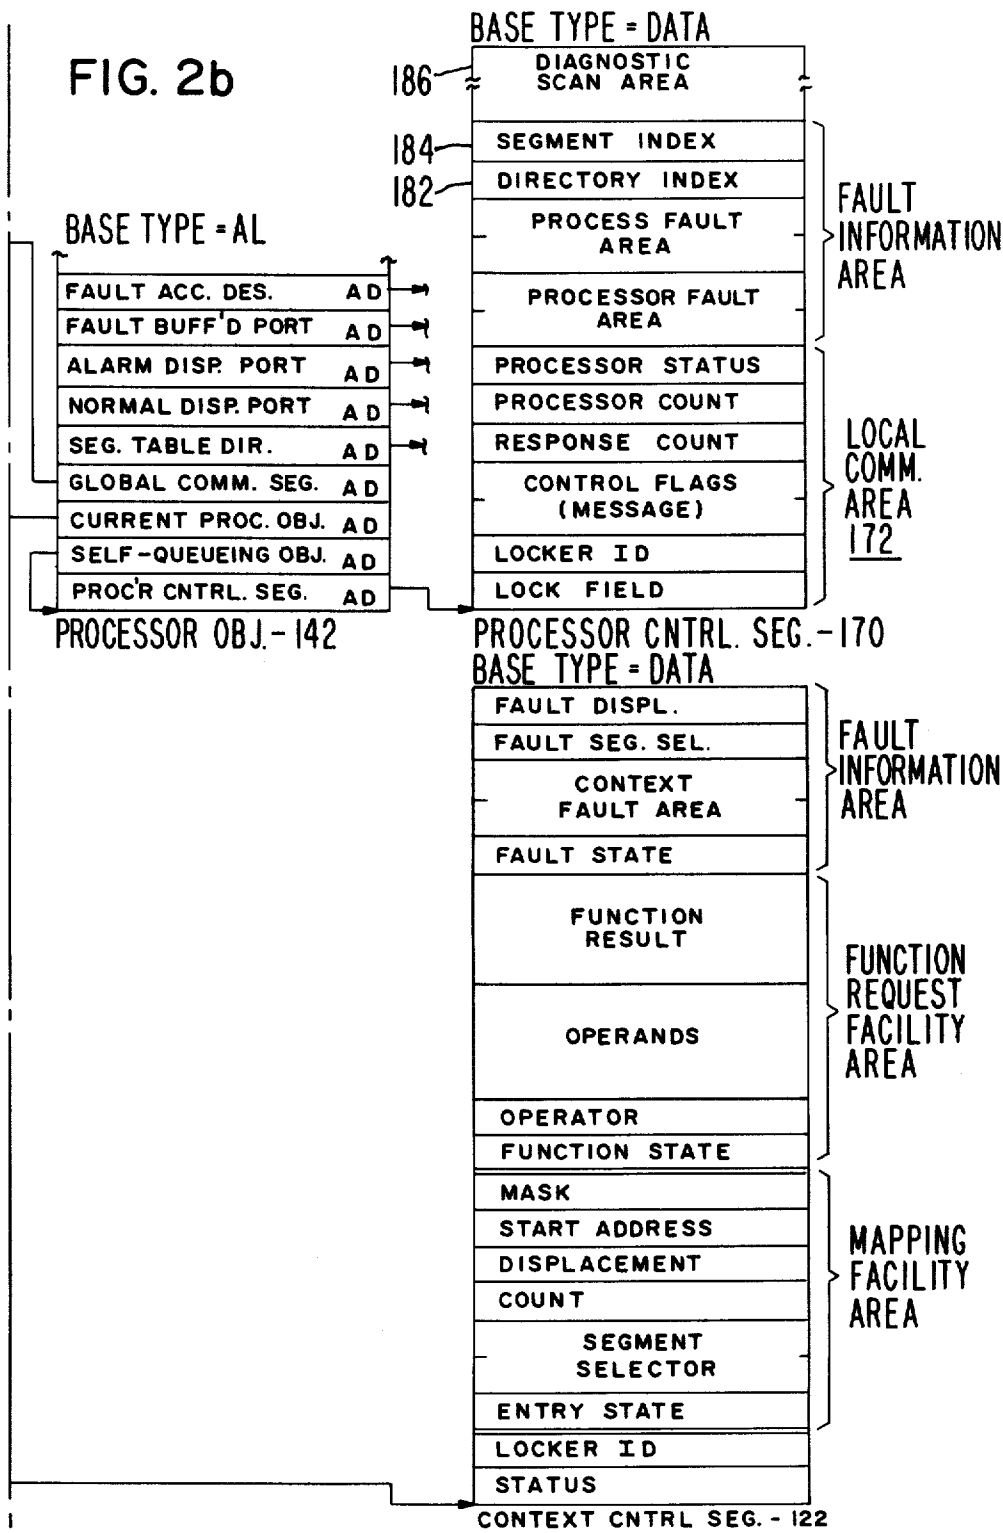 FIG. 2b
BASE TYPE = DATA
186
DIAGNOSTIC
SCAN AREA
184
SEGMENT INDEX
182
DIRECTORY INDEX
PROCESS FAULT
AREA
PROCESSOR FAULT
AREA
FAULT
INFORMATION
AREA
PROCESSOR STATUS
PROCESSOR COUNT
RESPONSE COUNT
CONTROL FLAGS
(MESSAGE)
LOCKER ID
LOCK FIELD
LOCAL
COMM.
AREA
172
PROCESSOR CNTRL. SEG.-170
BASE TYPE = AL
FAULT ACC. DES. AD
FAULT BUFF'D PORT AD
ALARM DISP. PORT AD
NORMAL DISP. PORT AD
SEG. TABLE DIR. AD
GLOBAL COMM. SEG. AD
CURRENT PROC. OBJ. AD
SELF-QUEUEING OBJ. AD
PROC'R CNTRL. SEG. AD
PROCESSOR OBJ.-142
BASE TYPE = DATA
FAULT DISPL.
FAULT SEG. SEL.
CONTEXT
FAULT AREA
FAULT STATE
FAULT
INFORMATION
AREA
FUNCTION
RESULT
OPERANDS
OPERATOR
FUNCTION STATE
FUNCTION
REQUEST
FACILITY
AREA
MASK
START ADDRESS
DISPLACEMENT
COUNT
SEGMENT
SELECTOR
ENTRY STATE
MAPPING
FACILITY
AREA
LOCKER ID
STATUS
CONTEXT CNTRL SEG. - 122